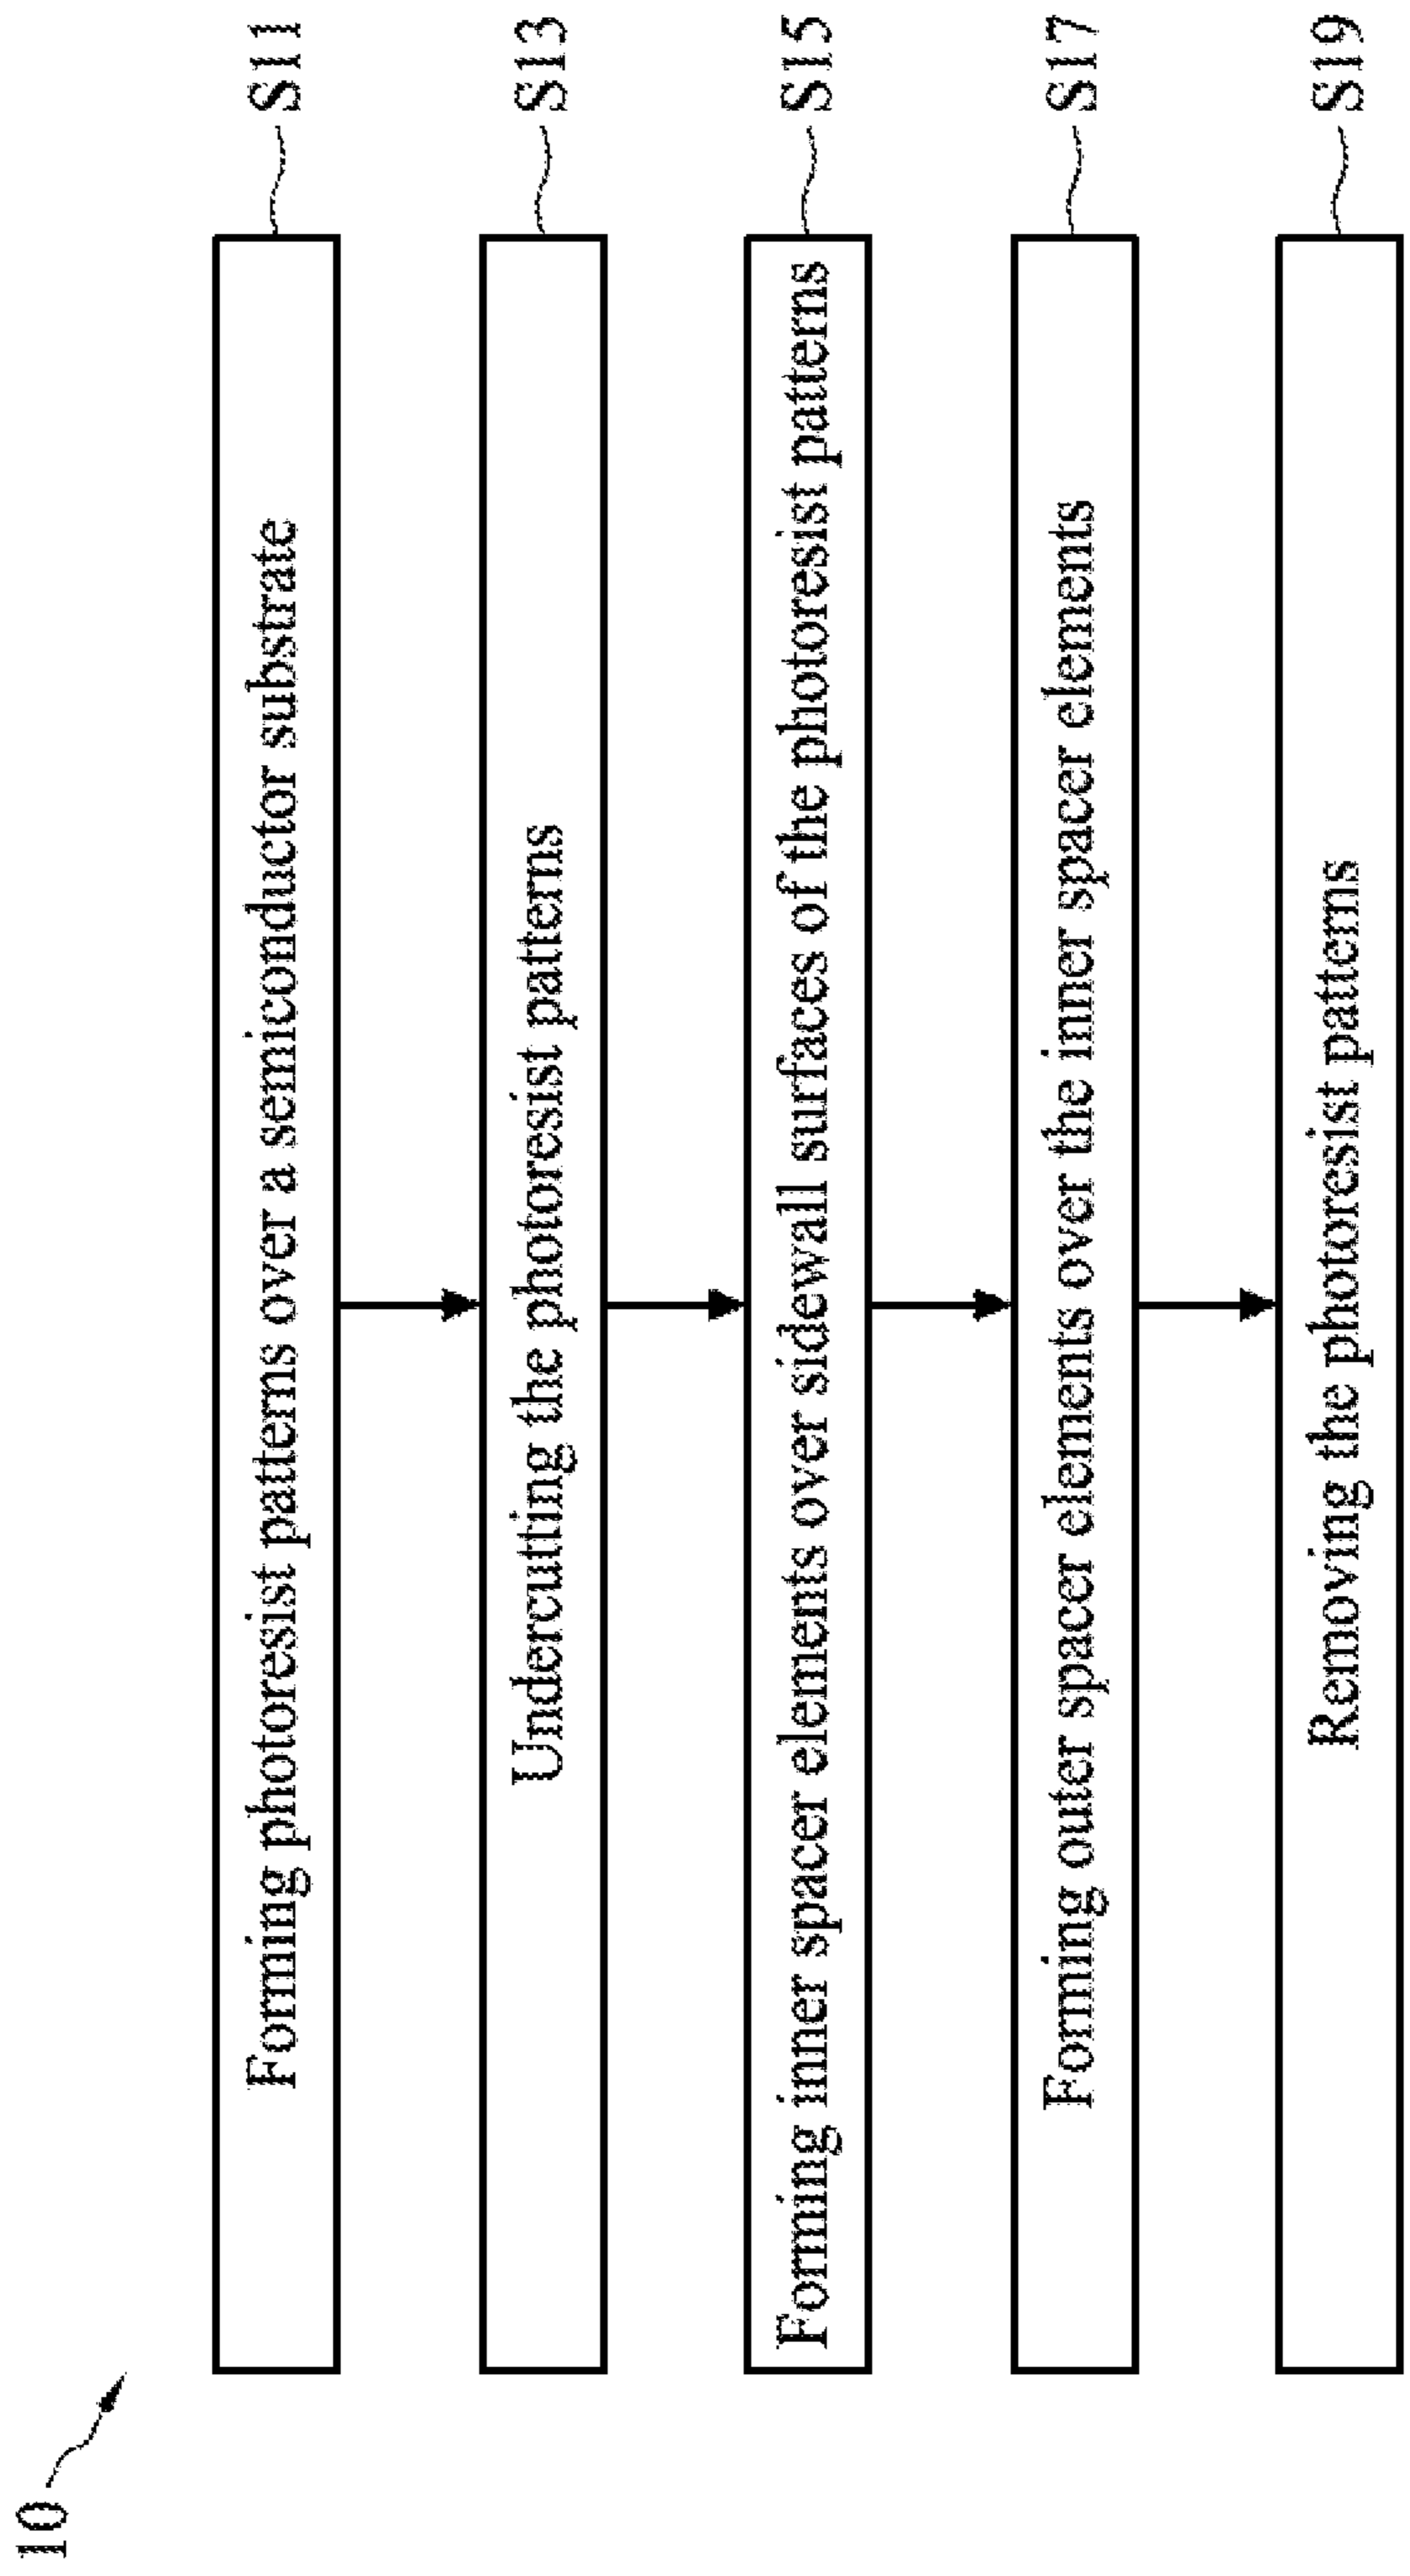 10
Forming photoresist patterns over a semiconductor substrate S11
Undercutting the photoresist patterns S13
Forming inner spacer elements over sidewall surfaces of the photoresist patterns S15
Forming outer spacer elements over the inner spacer elements S17
Removing the photoresist patterns S19